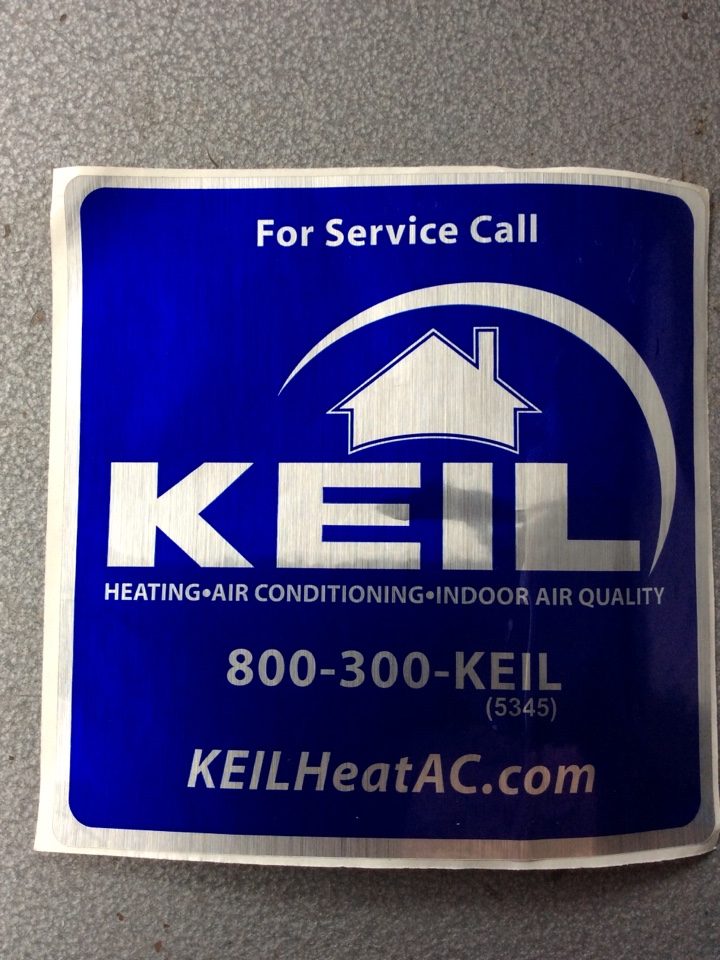 For Service Call
KEIL
HEATING•AIR CONDITIONING•INDOOR AIR QUALITY
800-300-KEIL
(5345)
KEILHeatAC.com